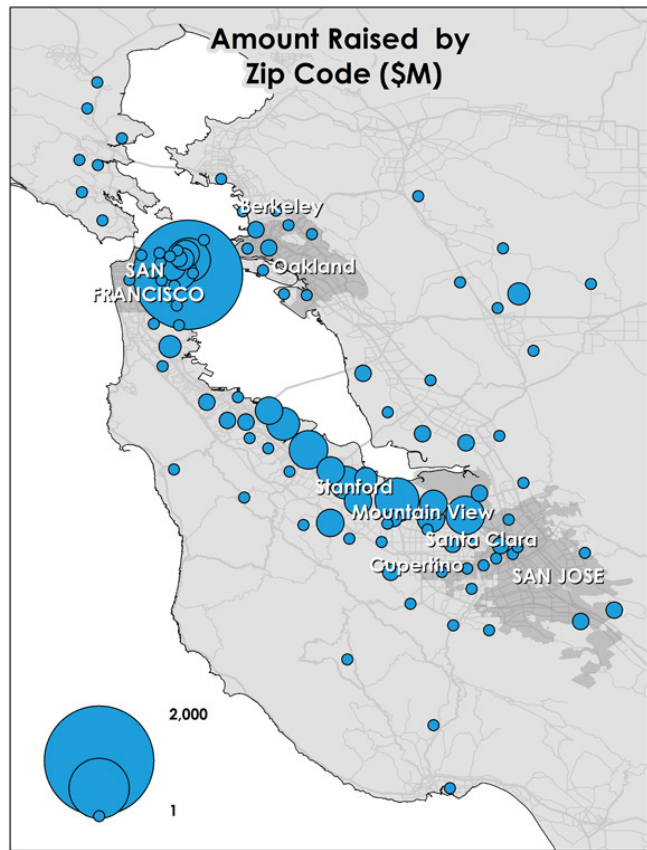 Amount Raised by
Zip Code ($M)
Berkeley
Oakland
SAN
FRANCISCO
Stanford
Mountain View
Santa Clara
Cupertino
SAN JOSE
2,000
1